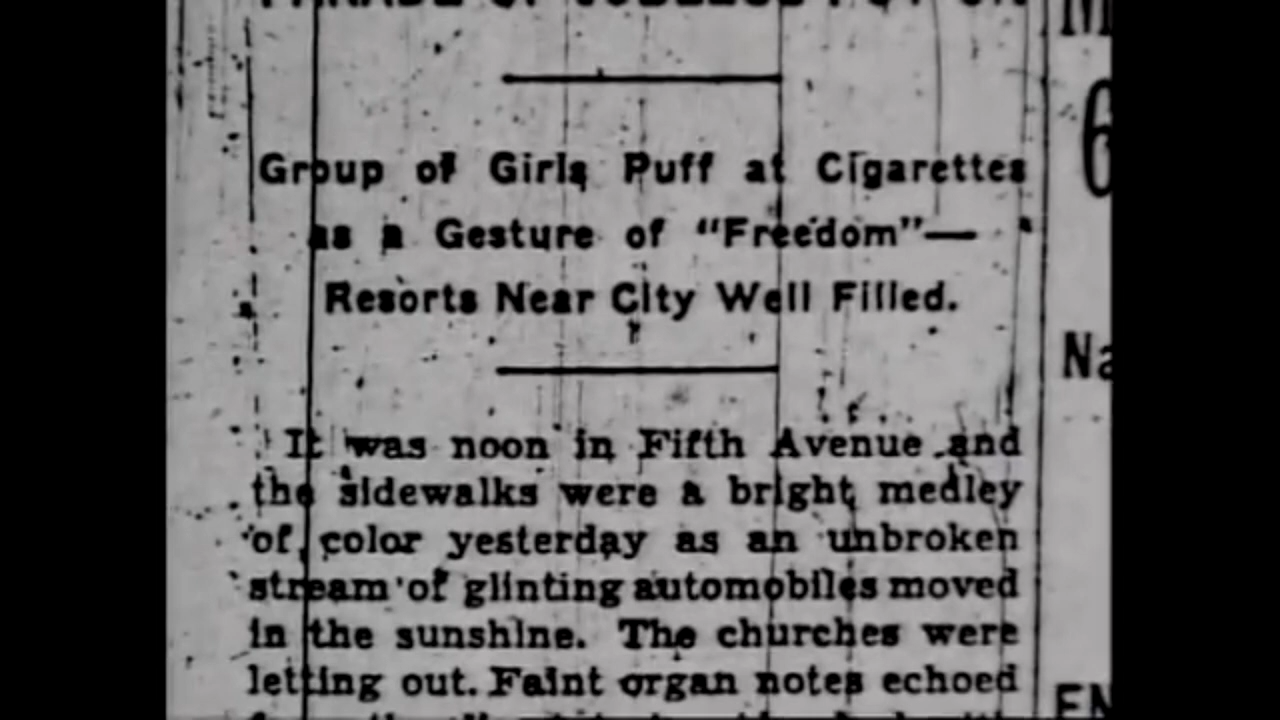 Group of Girls Puff at Cigarettes
as a Gesture of "Freedom"—
Resorts Near City Well Filled.
It was noon in Fifth Avenue and
the sidewalks were a bright medley
of color yesterday as an unbroken
stream of glinting automobiles moved
in the sunshine. The churches were
letting out. Faint organ notes echoed